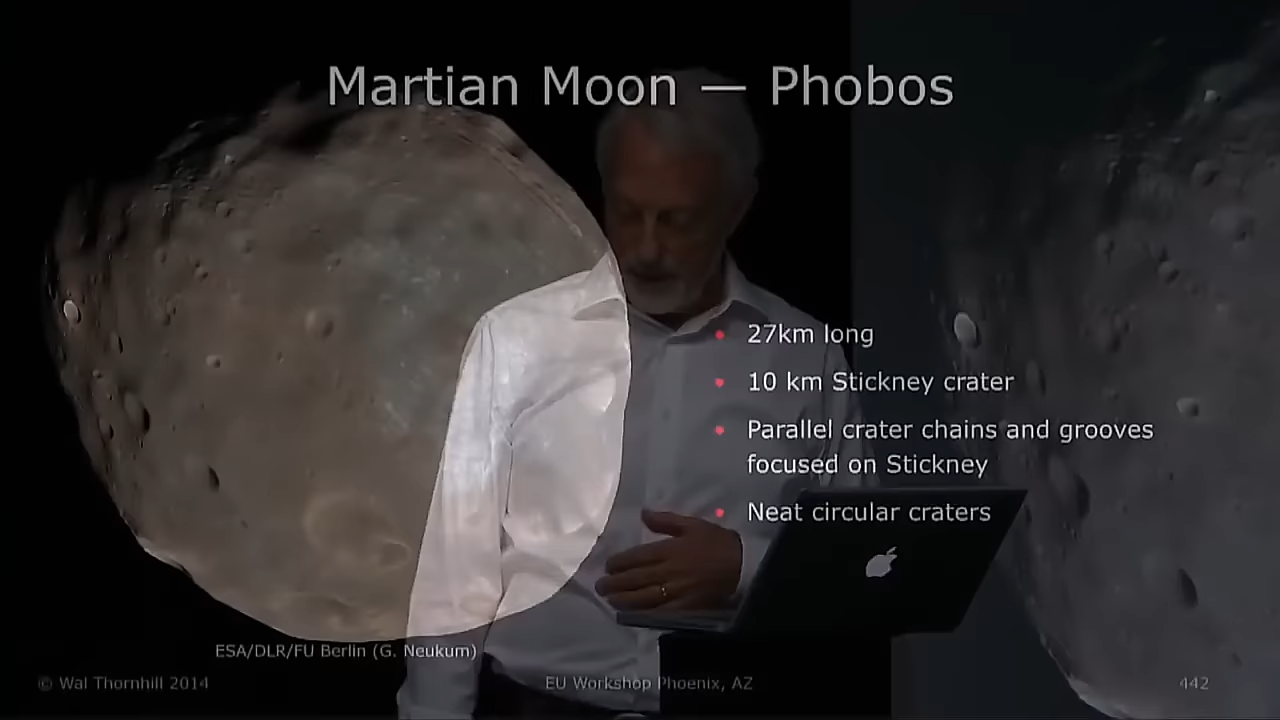 Martian Moon — Phobos
27km long
10 km Stickney crater
Parallel crater chains and grooves
focused on Stickney
Neat circular craters
ESA/DLR/FU Berlin (G. Neukum)
© Wal Thornhill 2014
EU Workshop Phoenix, AZ
442